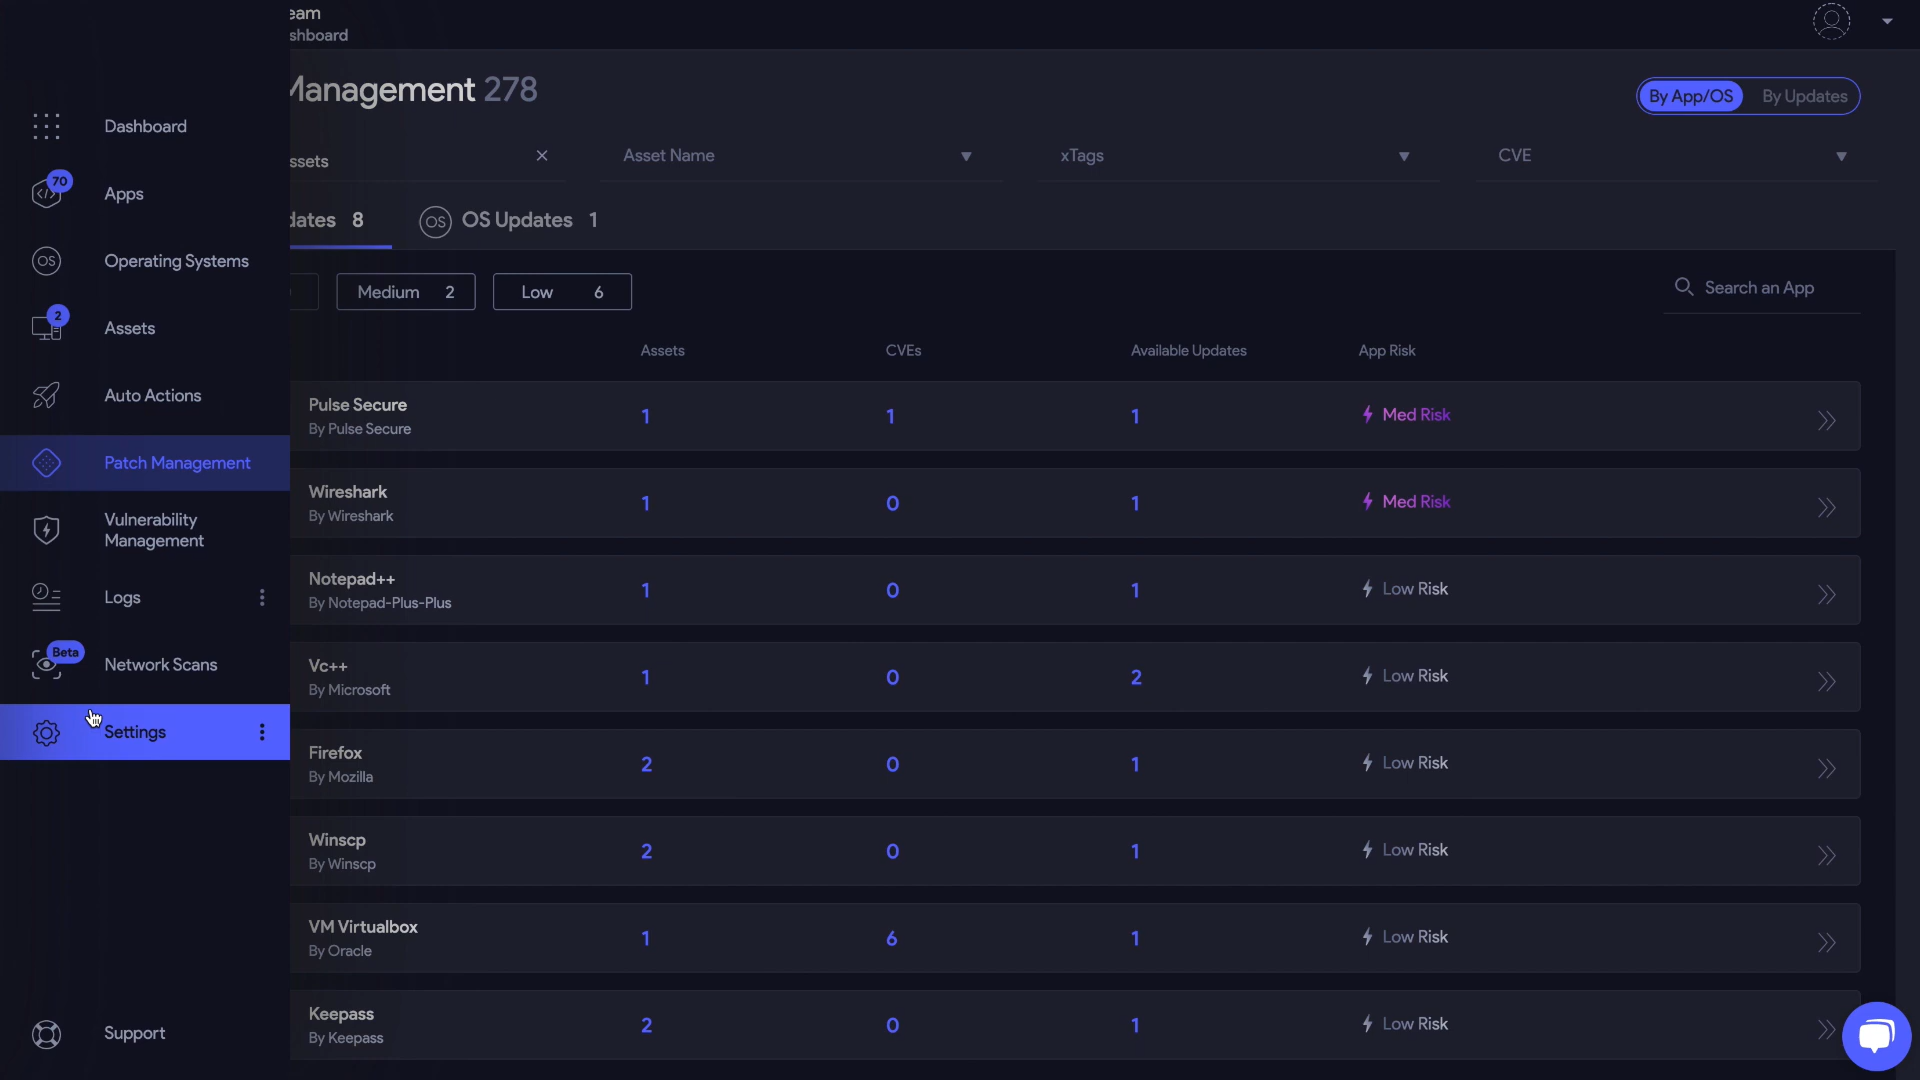 eam
shboard
Management 278
By App/OS
By Updates
ssets
Asset Name
xTags
CVE
dates 8
OS
OS Updates 1
Medium 2
Low 6
Search an App
Assets
CVEs
Available Updates
App Risk
Pulse Secure
By Pulse Secure
1
1
1
Med Risk
Wireshark
By Wireshark
1
0
1
Med Risk
Notepad++
By Notepad-Plus-Plus
1
0
1
Low Risk
Vc++
By Microsoft
1
0
2
Low Risk
Firefox
By Mozilla
2
0
1
Low Risk
Winscp
By Winscp
2
0
1
Low Risk
VM Virtualbox
By Oracle
1
6
1
Low Risk
Keepass
By Keepass
2
0
1
Low Risk
Dashboard
70
Apps
OS
Operating Systems
2
Assets
Auto Actions
Patch Management
Vulnerability
Management
Logs
Beta
Network Scans
Settings
Support